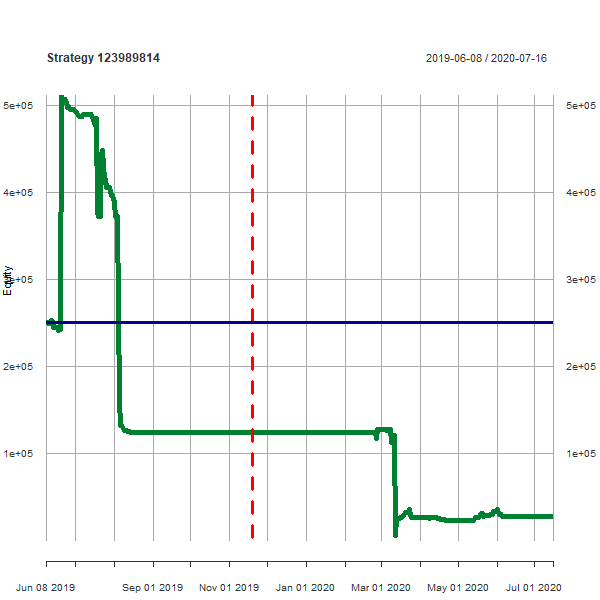 Strategy 123989814
2019-06-08 / 2020-07-16
5e+05
5e+05
4e+05
4e+05
Equity
3e+05
3e+05
2e+05
2e+05
1e+05
1e+05
Jun 08 2019
Sep 01 2019
Nov 01 2019
Jan 01 2020
Mar 01 2020
May 01 2020
Jul 01 2020